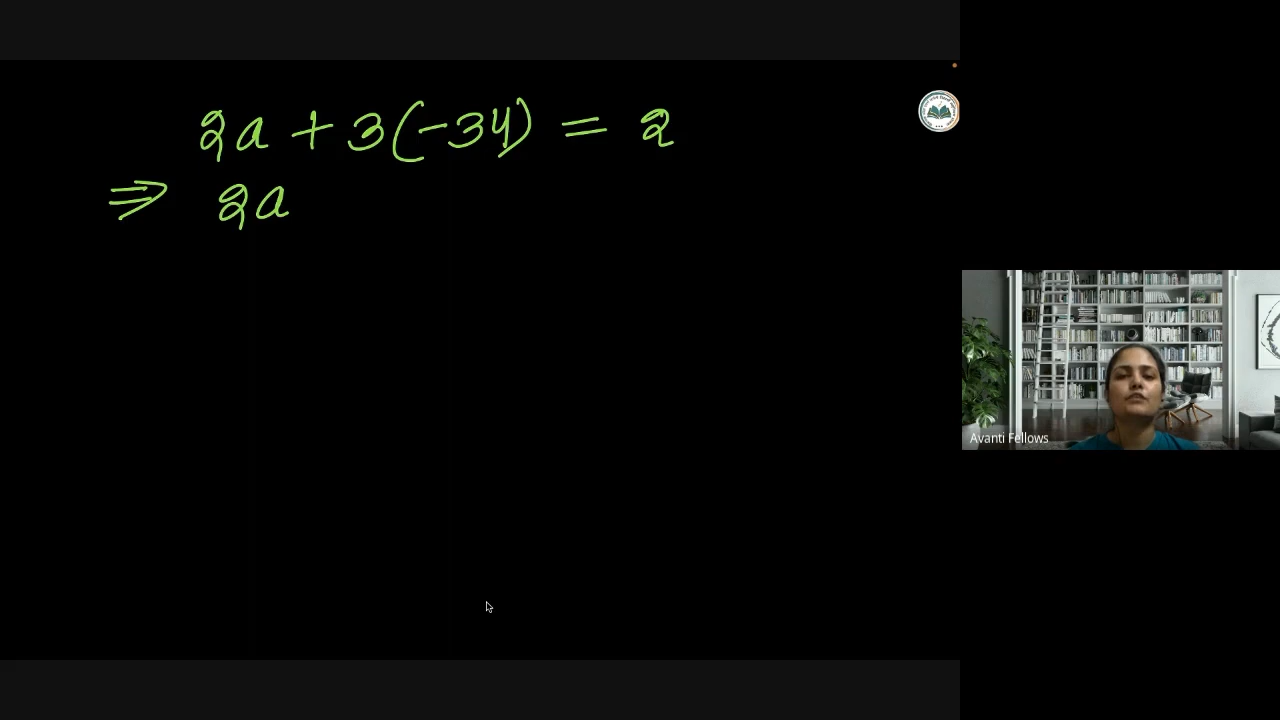 2a + 3(-34) = 2
⇒ 2a
Avanti Fellows